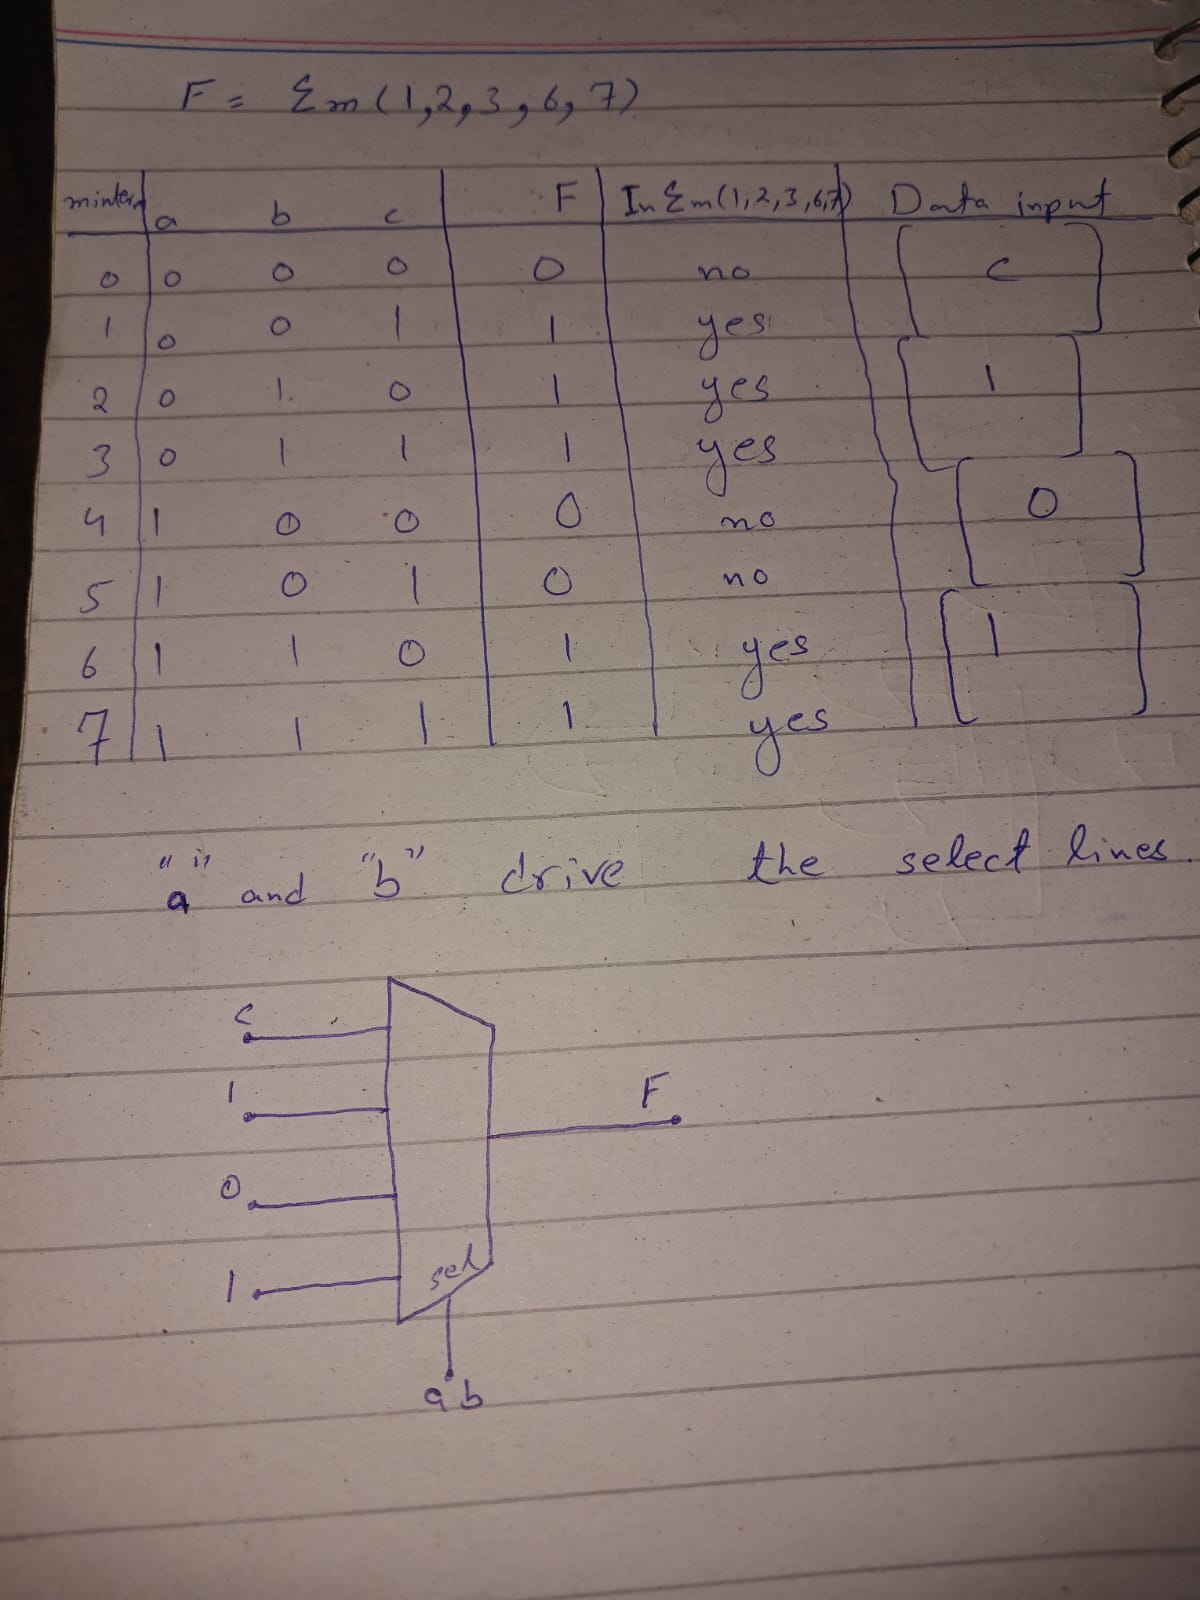 F = Σm(1,2,3,6,7)
minterm a b c F In Σm(1,2,3,6,7) Data input
0 0 0 0 0 no c
1 0 0 1 1 yes
2 0 1 0 1 yes 1
3 0 1 1 1 yes
4 1 0 0 0 no 0
5 1 0 1 0 no
6 1 1 0 1 yes 1
7 1 1 1 1 yes
"a" and "b" drive the select lines.
c
1
F
0
1
sel
ab